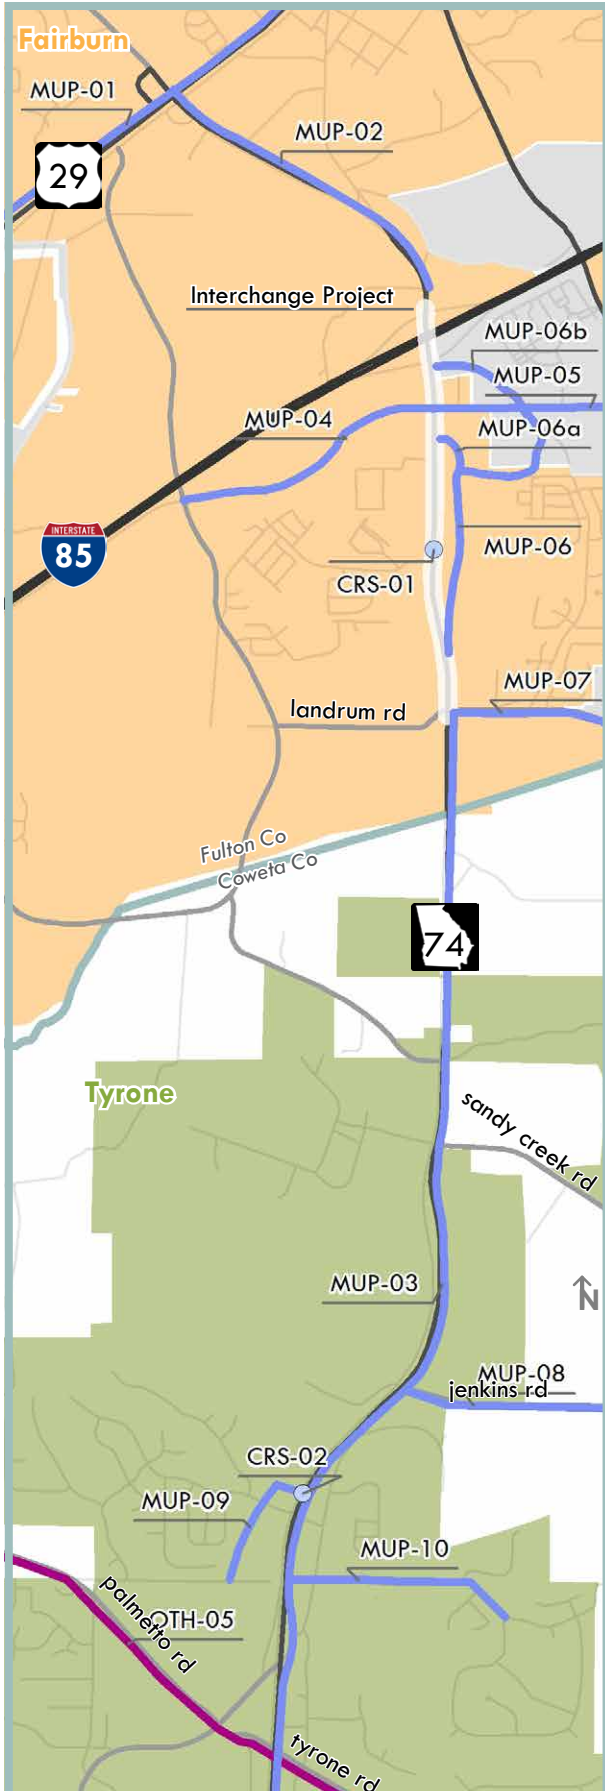 Fairburn
MUP-01
MUP-02
29
Interchange Project
MUP-06b
MUP-05
MUP-04
MUP-06a
INTERSTATE
85
MUP-06
CRS-01
MUP-07
landrum rd
Fulton Co
Coweta Co
74
Tyrone
sandy creek rd
MUP-03
N
MUP-08
jenkins rd
CRS-02
MUP-09
MUP-10
OTH-05
palmetto rd
tyrone rd